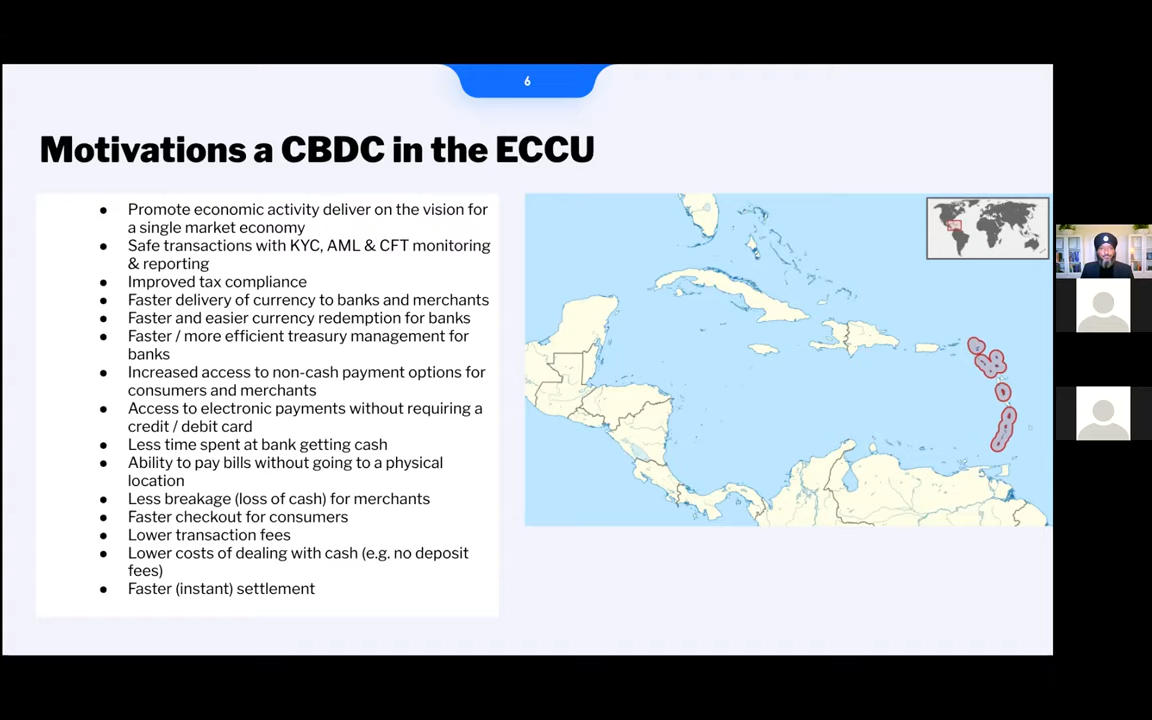 6
Motivations a CBDC in the ECCU
● Promote economic activity deliver on the vision for
a single market economy
● Safe transactions with KYC, AML & CFT monitoring
& reporting
● Improved tax compliance
● Faster delivery of currency to banks and merchants
● Faster and easier currency redemption for banks
● Faster / more efficient treasury management for
banks
● Increased access to non-cash payment options for
consumers and merchants
● Access to electronic payments without requiring a
credit / debit card
● Less time spent at bank getting cash
● Ability to pay bills without going to a physical
location
● Less breakage (loss of cash) for merchants
● Faster checkout for consumers
● Lower transaction fees
● Lower costs of dealing with cash (e.g. no deposit
fees)
● Faster (instant) settlement